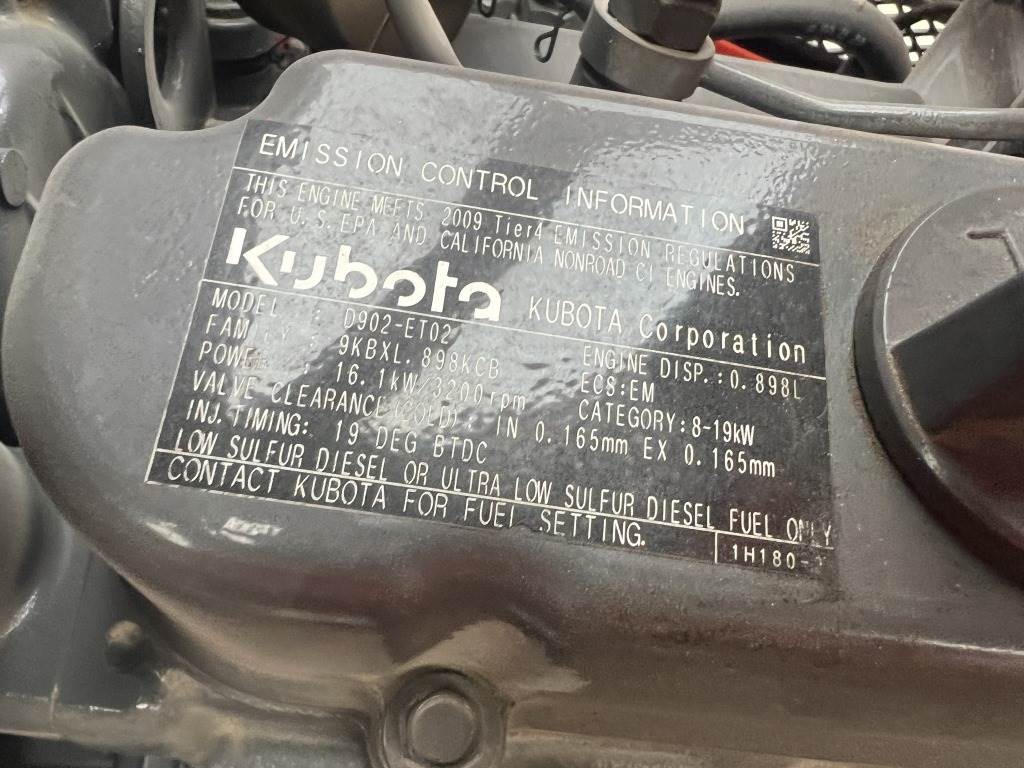 EMISSION CONTROL INFORMATION
THIS ENGINE MEETS 2009 Tier4 EMISSION REGULATIONS
FOR U.S.EPA AND CALIFORNIA NONROAD CI ENGINES.
Kubota KUBOTA Corporation
MODEL : D902-ET02 ENGINE DISP.:0.898L
FAMILY : 9KBXL.898KCB ECS:EM
POWER : 16.1kW/3200rpm CATEGORY:8-19kW
VALVE CLEARANCE(COLD): IN 0.165mm EX 0.165mm
INJ.TIMING: 19 DEG BTDC
LOW SULFUR DIESEL OR ULTRA LOW SULFUR DIESEL FUEL ONLY
CONTACT KUBOTA FOR FUEL SETTING.
1H180-